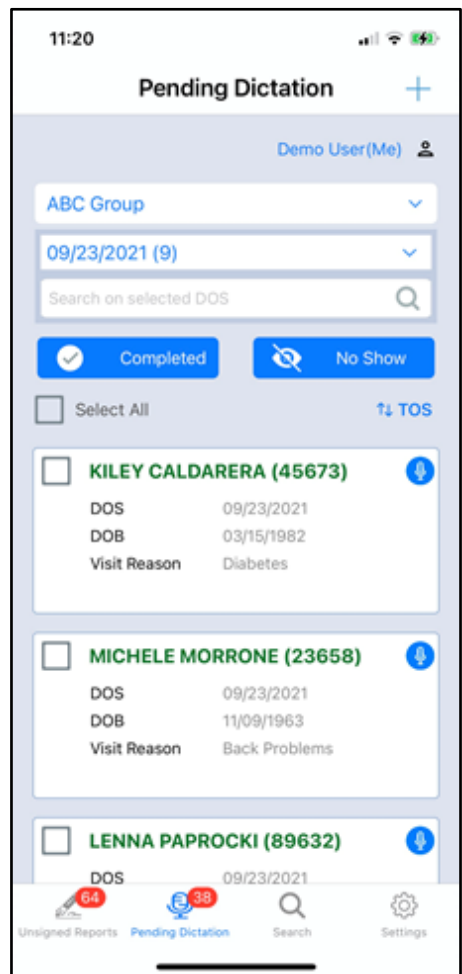 11:20
Pending Dictation
Demo User(Me)
ABC Group
09/23/2021 (9)
Search on selected DOS
Completed No Show
Select All TOS
KILEY CALDARERA (45673)
DOS 09/23/2021
DOB 03/15/1982
Visit Reason Diabetes
MICHELE MORRONE (23658)
DOS 09/23/2021
DOB 11/09/1963
Visit Reason Back Problems
LENNA PAPROCKI (89632)
DOS 09/23/2021
64 38
Unsigned Reports Pending Dictation Search Settings